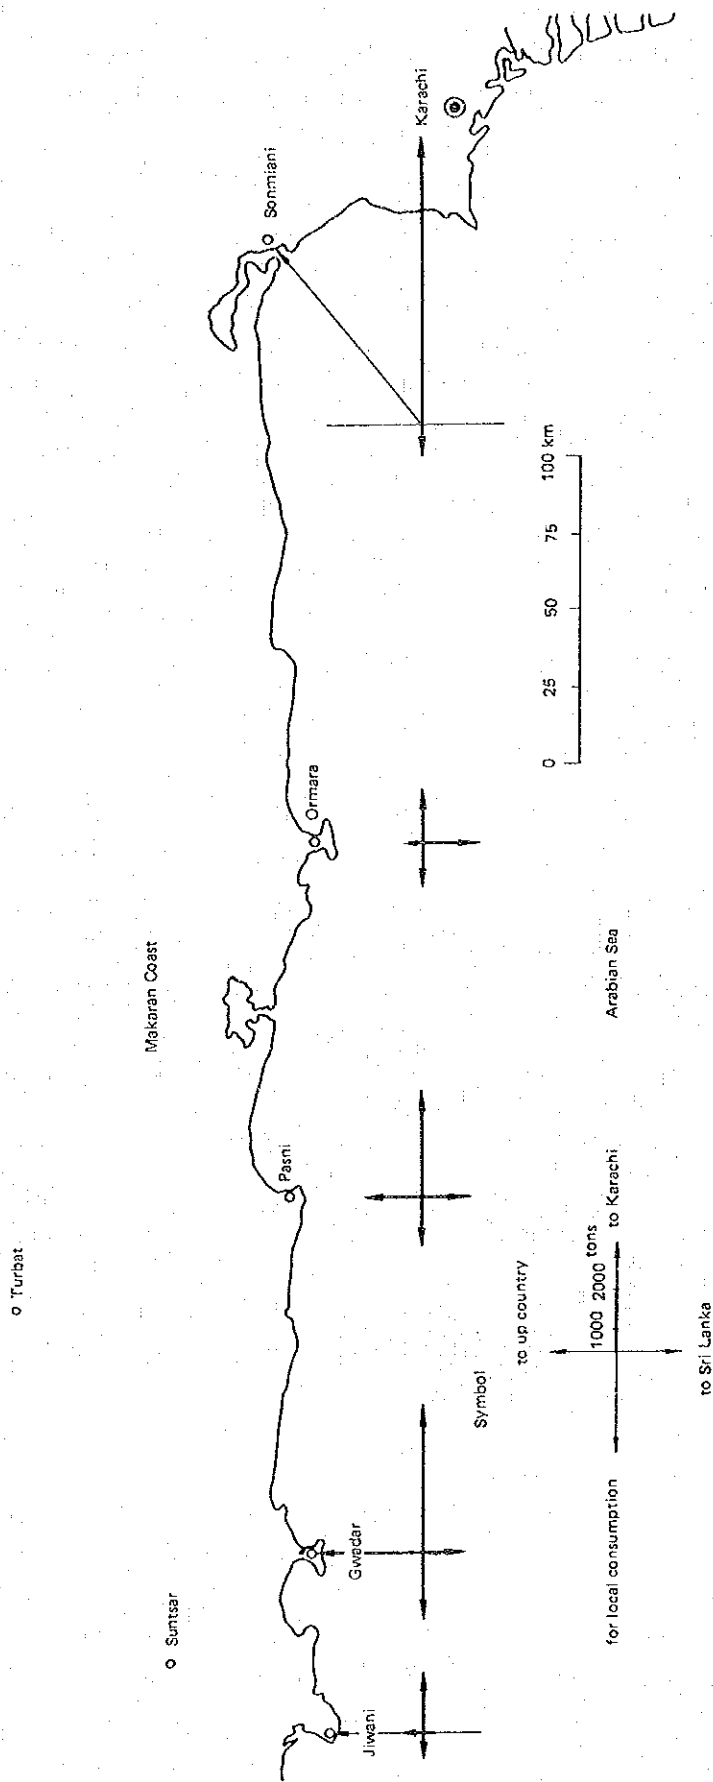 Turbat
Suntsar
Makaran Coast
Jiwani
Gwadar
Pasni
Ormara
Sonmiani
Karachi
0 25 50 75 100 km
Arabian Sea
Symbol
to up country
1000 2000 tons
for local consumption
to Karachi
to Sri Lanka